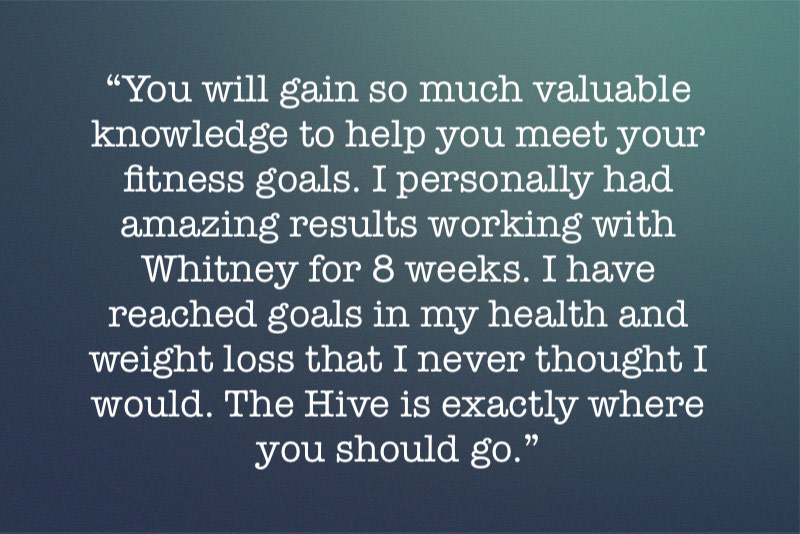 “You will gain so much valuable
knowledge to help you meet your
fitness goals. I personally had
amazing results working with
Whitney for 8 weeks. I have
reached goals in my health and
weight loss that I never thought I
would. The Hive is exactly where
you should go.”